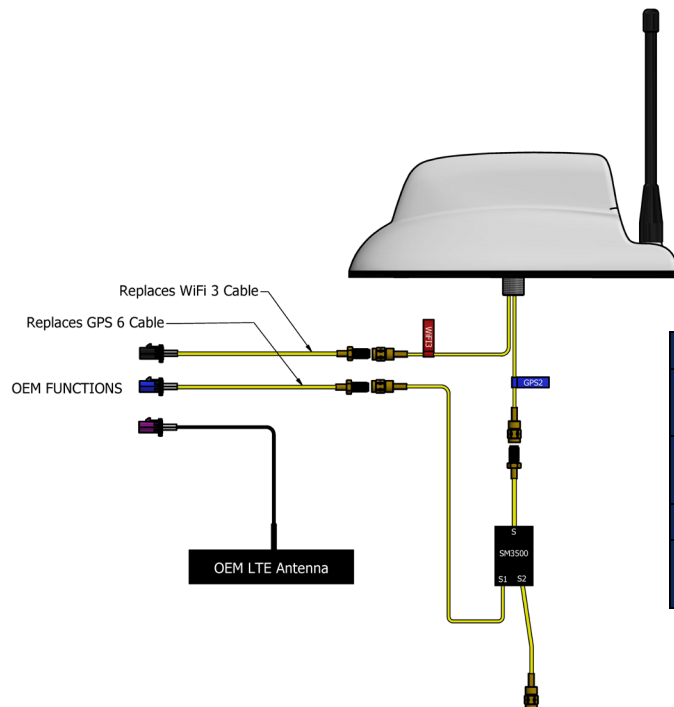 Replaces WiFi 3 Cable
WiFI3
Replaces GPS 6 Cable
OEM FUNCTIONS
GPS2
S
SM3500
S1 S2
OEM LTE Antenna